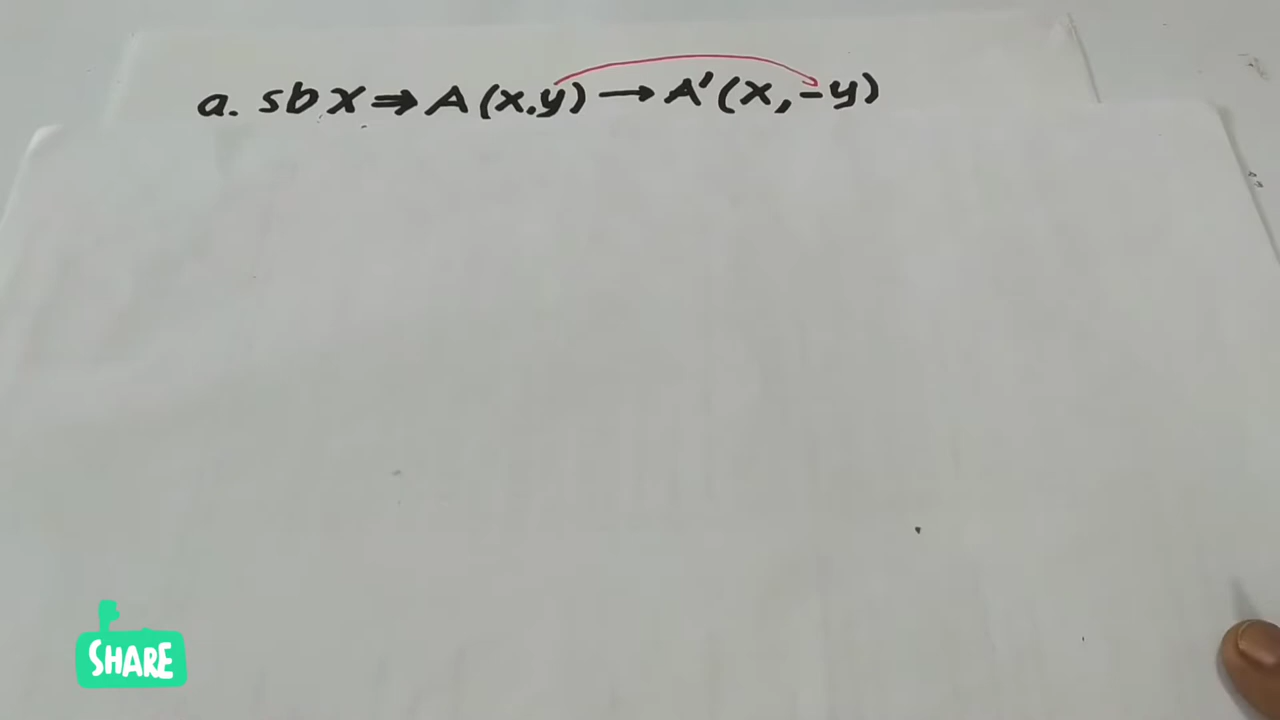 a. sb X ⇒ A (x.y) → A' (x, -y)
SHARE